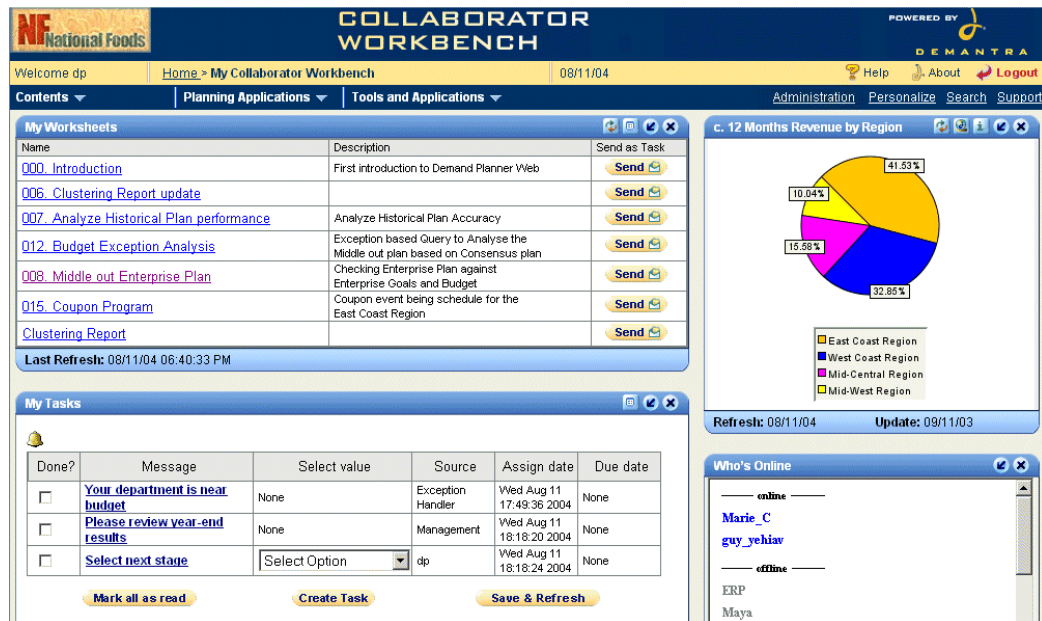 NF National Foods
COLLABORATOR
WORKBENCH
POWERED BY
DEMANTRA
Welcome dp
Home > My Collaborator Workbench
08/11/04
Help
About
Logout
Contents
Planning Applications
Tools and Applications
Administration
Personalize
Search
Support
My Worksheets
Name
Description
Send as Task
000. Introduction
First introduction to Demand Planner Web
Send
006. Clustering Report update
Send
007. Analyze Historical Plan performance
Analyze Historical Plan Accuracy
Send
012. Budget Exception Analysis
Exception based Query to Analyse the
Middle out plan based on Consensus plan
Send
008. Middle out Enterprise Plan
Checking Enterprise Plan against
Enterprise Goals and Budget
Send
015. Coupon Program
Coupon event being schedule for the
East Coast Region
Send
Clustering Report
Send
Last Refresh: 08/11/04 06:40:33 PM
c. 12 Months Revenue by Region
41.53%
10.04%
15.58%
32.85%
East Coast Region
West Coast Region
Mid-Central Region
Mid-West Region
Refresh: 08/11/04
Update: 09/11/03
My Tasks
Done?
Message
Select value
Source
Assign date
Due date
Your department is near
budget
None
Exception
Handler
Wed Aug 11
17:49:36 2004
None
Please review year-end
results
None
Management
Wed Aug 11
18:18:20 2004
None
Select next stage
Select Option
dp
Wed Aug 11
18:18:24 2004
None
Mark all as read
Create Task
Save & Refresh
Who's Online
online
Marie_C
guy_yehiav
offline
ERP
Maya